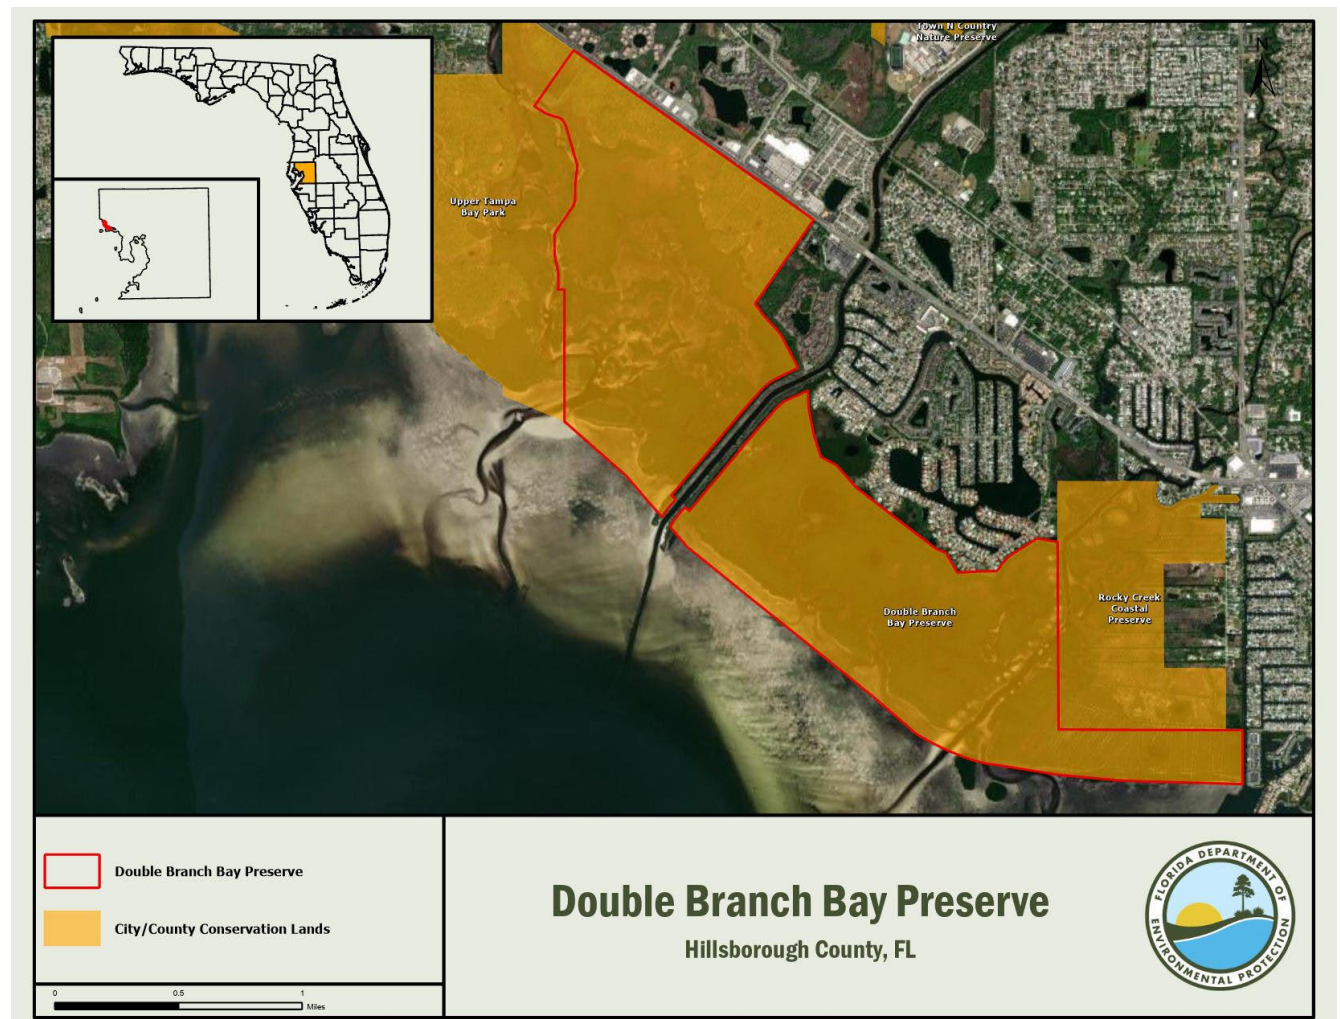 Town N Country
Nature Preserve
N
Upper Tampa
Bay Park
Double Branch
Bay Preserve
Rocky Creek
Coastal
Preserve
Double Branch Bay Preserve
City/County Conservation Lands
0 0.5 1
Miles
Double Branch Bay Preserve
Hillsborough County, FL
FLORIDA DEPARTMENT OF
ENVIRONMENTAL PROTECTION